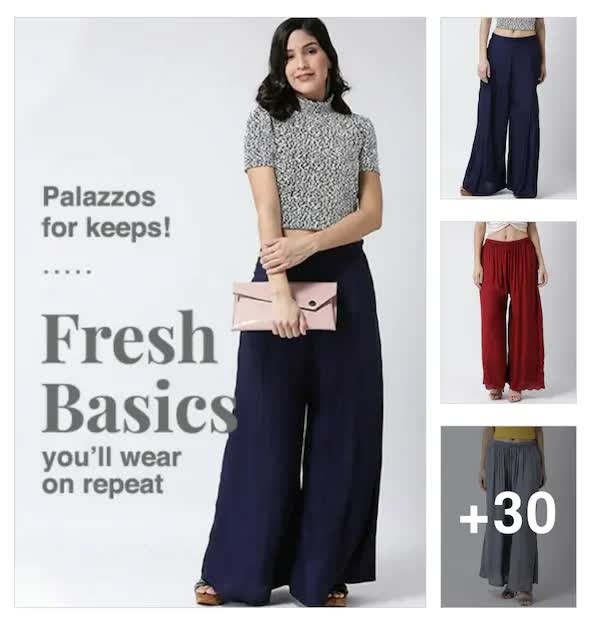 Palazzos
for keeps!
.....
Fresh
Basics
you’ll wear
on repeat
+30